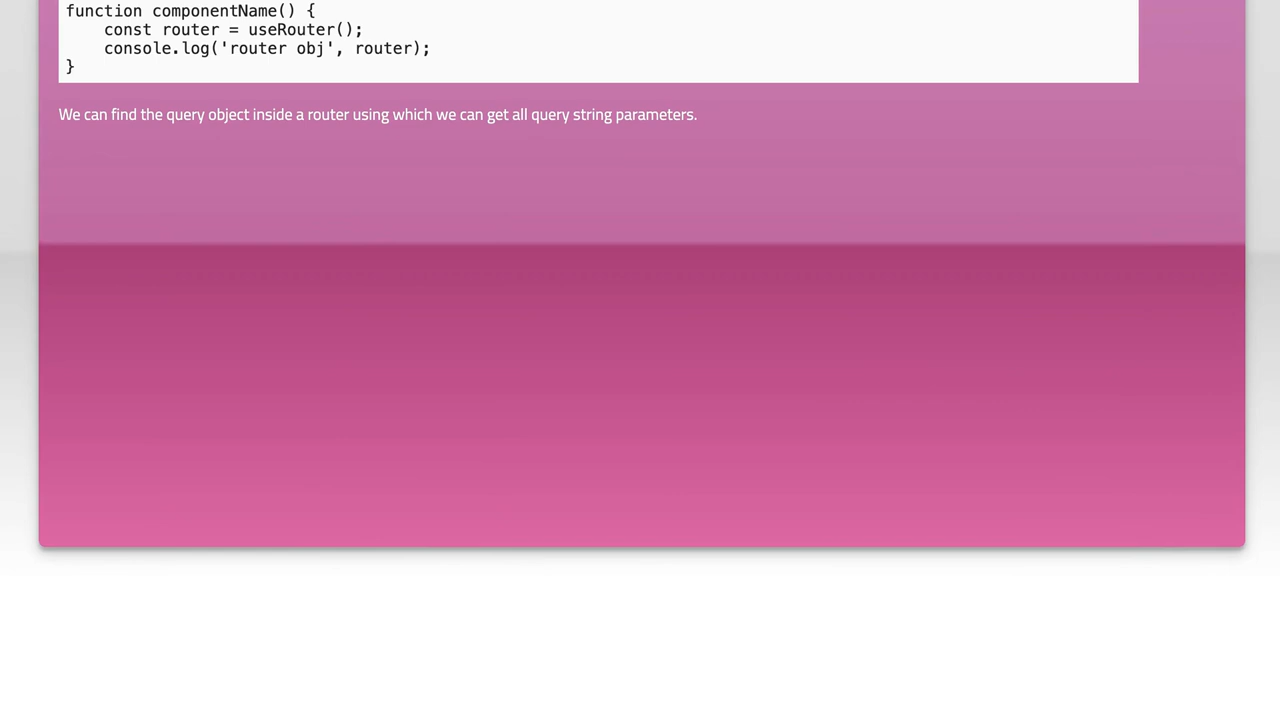 function componentName() {
    const router = useRouter();
    console.log('router obj', router);
}
We can find the query object inside a router using which we can get all query string parameters.